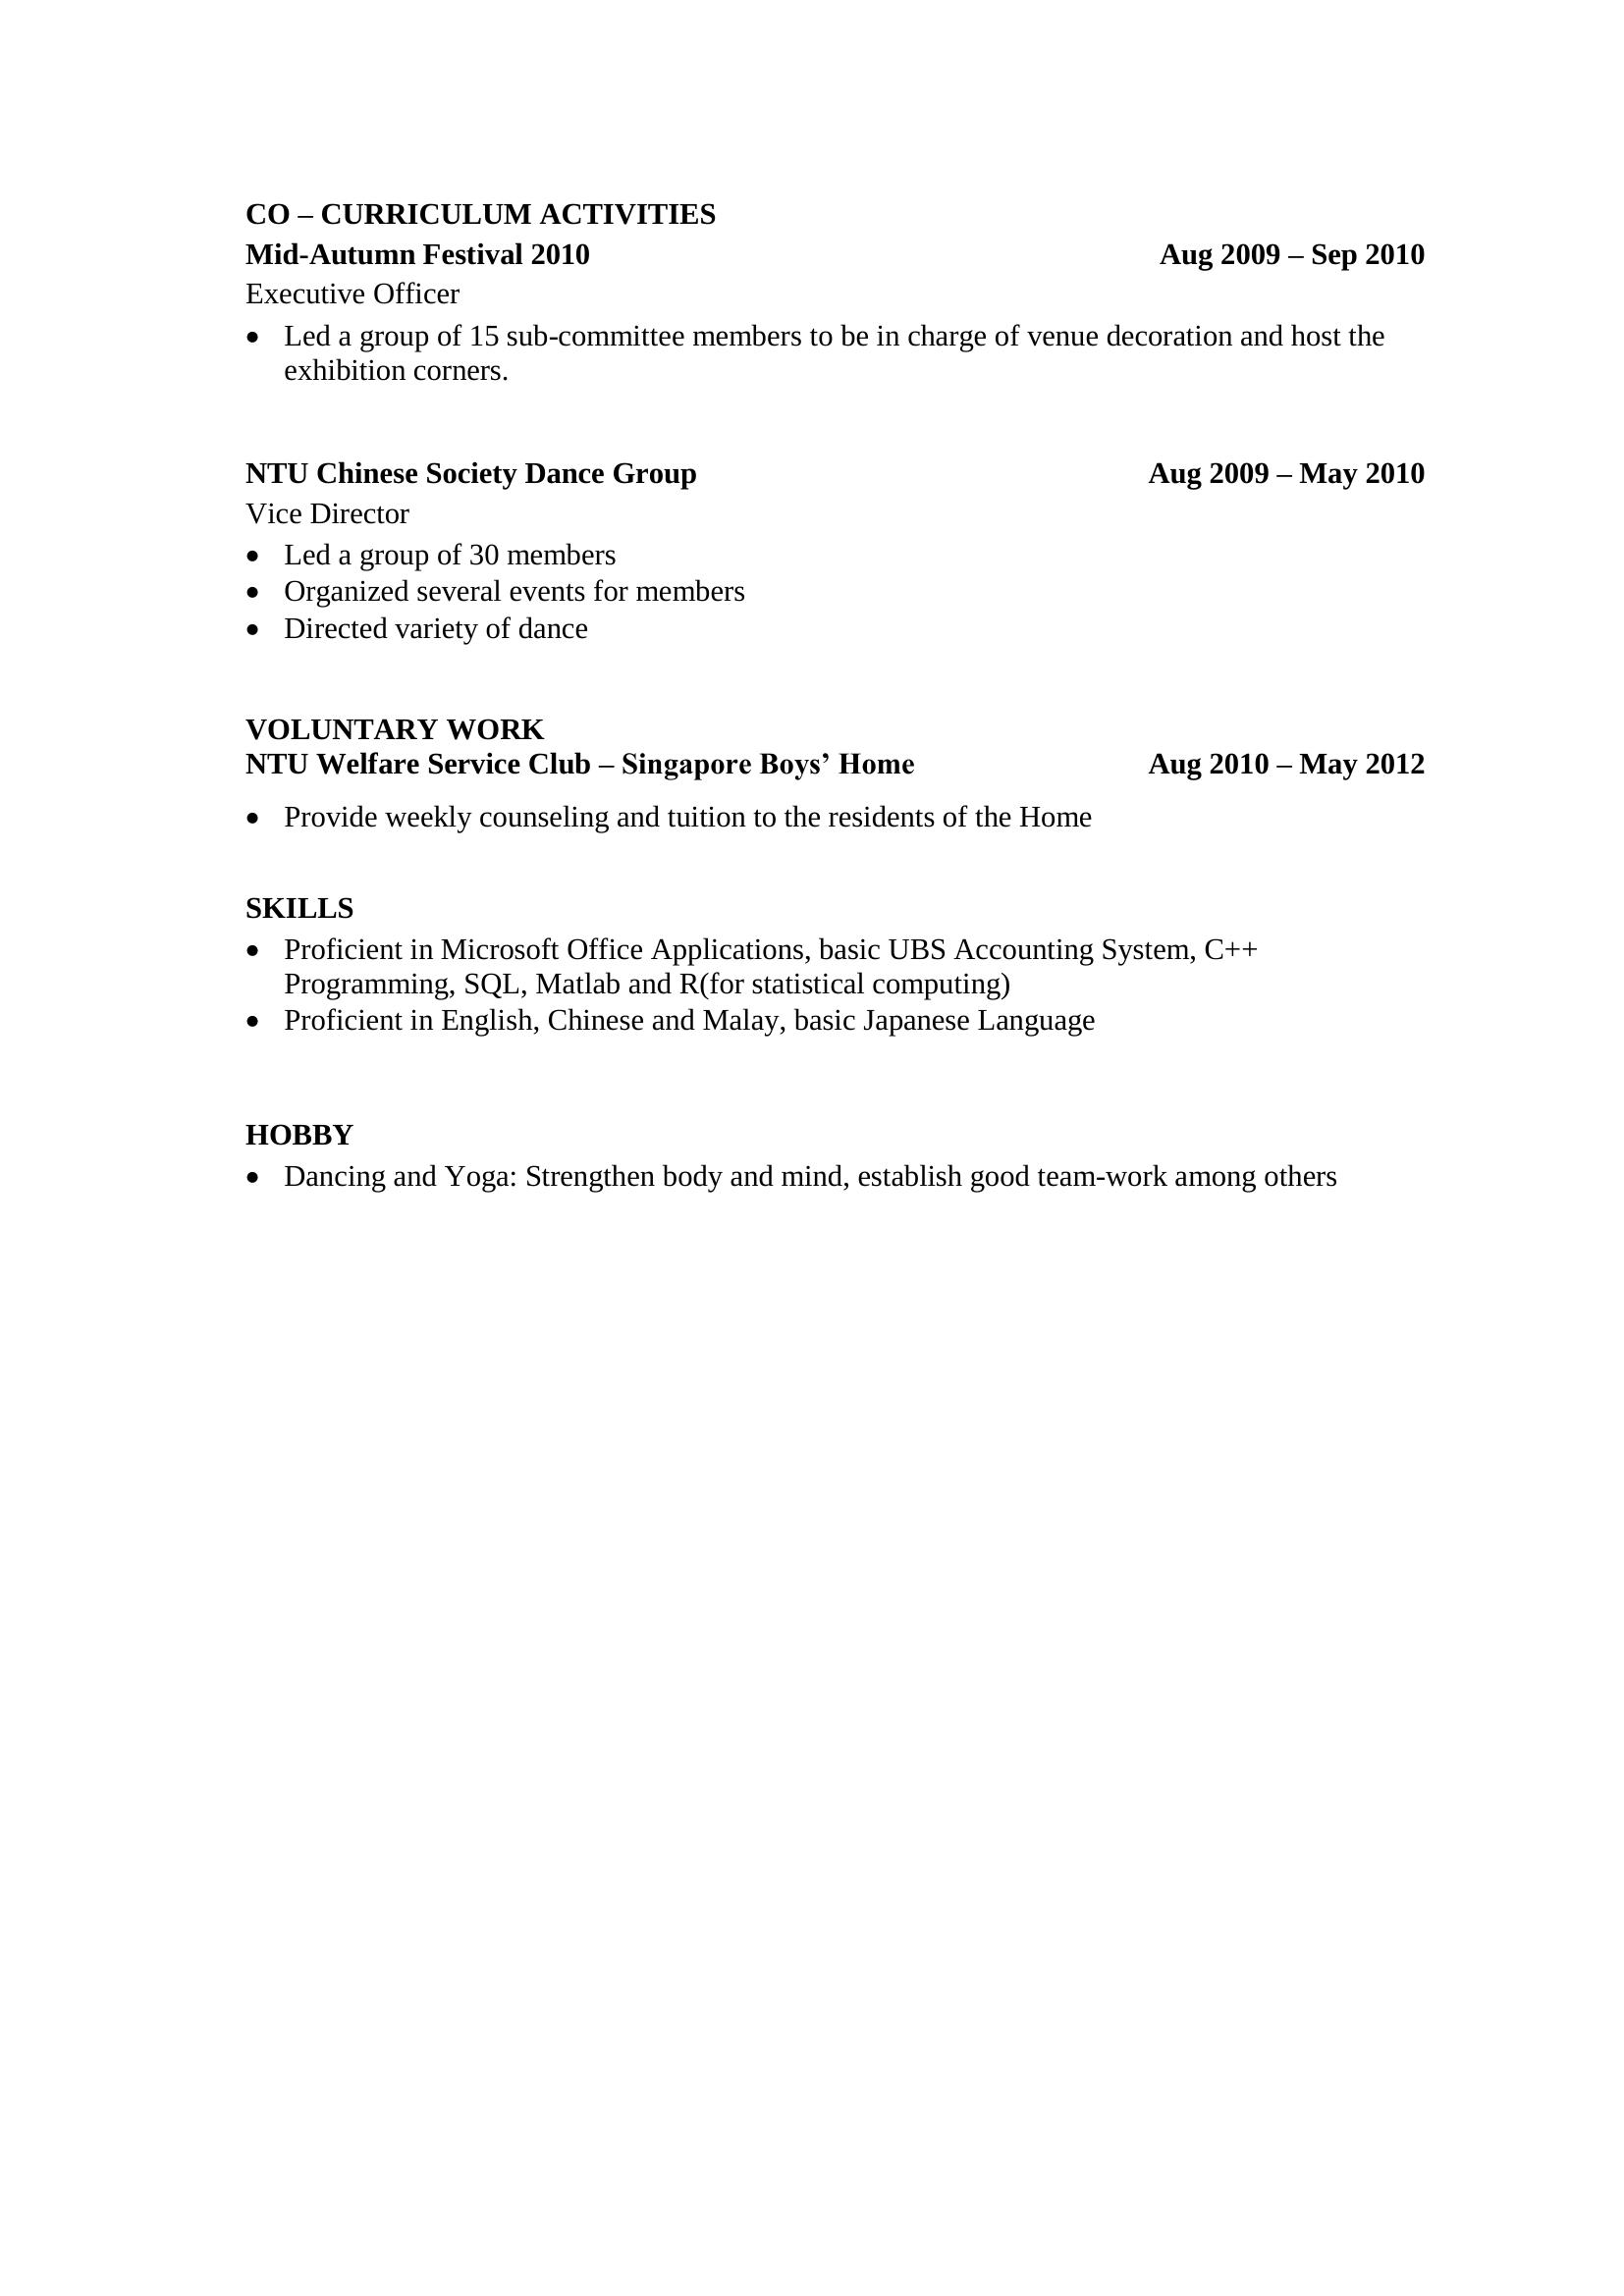 CO – CURRICULUM ACTIVITIES
Mid-Autumn Festival 2010 Aug 2009 – Sep 2010
Executive Officer
• Led a group of 15 sub-committee members to be in charge of venue decoration and host the
exhibition corners.
NTU Chinese Society Dance Group Aug 2009 – May 2010
Vice Director
• Led a group of 30 members
• Organized several events for members
• Directed variety of dance
VOLUNTARY WORK
NTU Welfare Service Club – Singapore Boys’ Home Aug 2010 – May 2012
• Provide weekly counseling and tuition to the residents of the Home
SKILLS
• Proficient in Microsoft Office Applications, basic UBS Accounting System, C++
Programming, SQL, Matlab and R(for statistical computing)
• Proficient in English, Chinese and Malay, basic Japanese Language
HOBBY
• Dancing and Yoga: Strengthen body and mind, establish good team-work among others